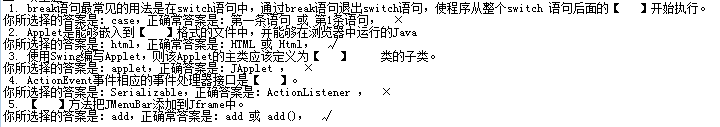 1. break语句最常见的用法是在switch语句中，通过break语句退出switch语句，使程序从整个switch 语句后面的【  】开始执行。
你所选择的答案是: case，正确常答案是: 第一条语句 或 第1条语句，  ×
2. Applet是能够嵌入到【  】格式的文件中，并能够在浏览器中运行的Java
你所选择的答案是: html，正确常答案是: HTML 或 Html，  √
3. 使用Swing编写Applet，则该Applet的主类应该定义为【  】  类的子类。
你所选择的答案是: applet，正确常答案是: JApplet ，  ×
4. ActionEvent事件相应的事件处理器接口是【  】。
你所选择的答案是: Serializable，正确常答案是: ActionListener ，  ×
5. 【  】方法把JMenuBar添加到Jframe中。
你所选择的答案是: add，正确常答案是: add 或 add()，  √